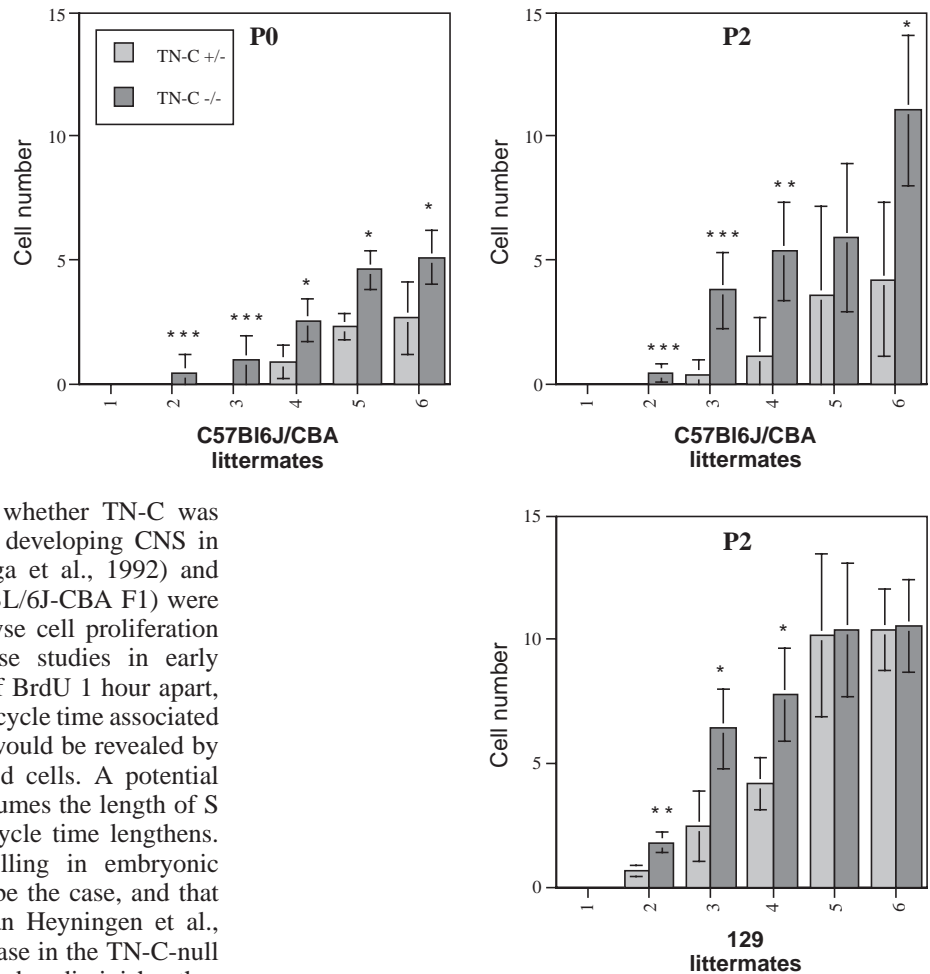 15
10
5
0
Cell number
P0
TN-C +/-
TN-C -/-
*** *** * * *
1 2 3 4 5 6
C57Bl6J/CBA
littermates
15
10
5
0
Cell number
P2
*** *** ** *
1 2 3 4 5 6
C57Bl6J/CBA
littermates
whether TN-C was
developing CNS in
ga et al., 1992) and
L/6J-CBA F1) were
se cell proliferation
se studies in early
f BrdU 1 hour apart,
cycle time associated
would be revealed by
d cells. A potential
umes the length of S
ycle time lengthens.
lling in embryonic
be the case, and that
n Heyningen et al.,
ase in the TN-C-null
15
10
5
0
Cell number
P2
** * *
1 2 3 4 5 6
129
littermates